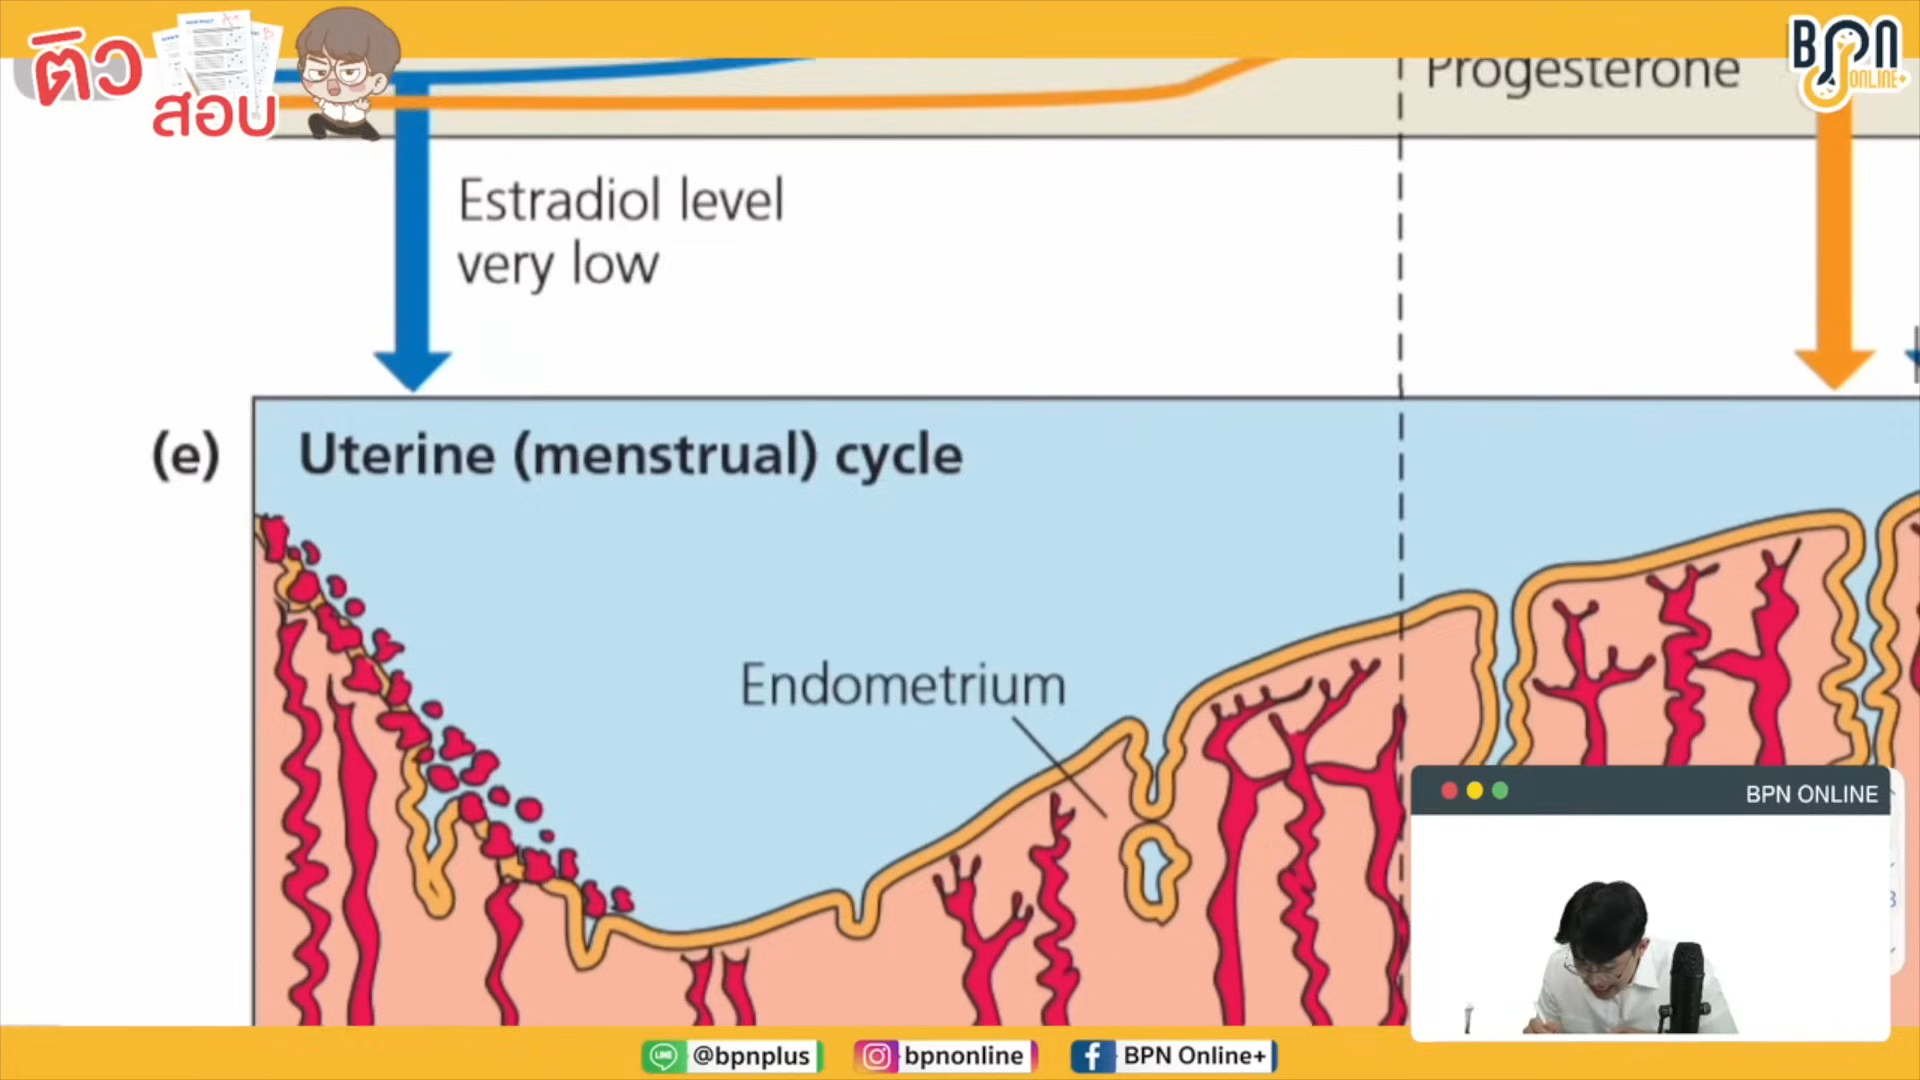 ติว
สอบ
BPN
ONLINE+
Progesterone
Estradiol level
very low
(e)
Uterine (menstrual) cycle
Endometrium
BPN ONLINE
LINE
@bpnplus
bpnonline
BPN Online+